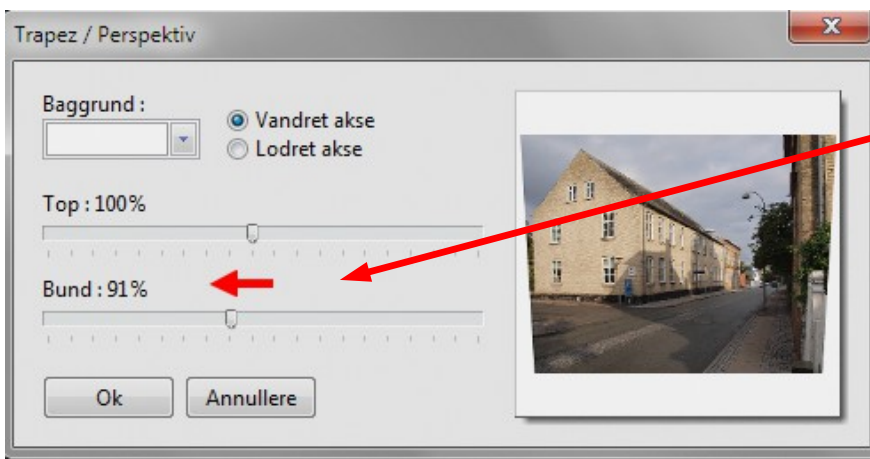 Trapez / Perspektiv
Baggrund :
Vandret akse
Lodret akse
Top : 100%
Bund : 91%
Ok
Annullere